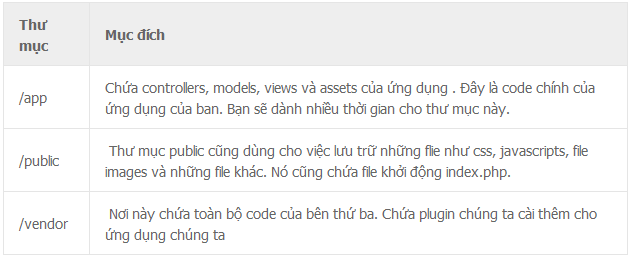 Thư
mục
Mục đích
/app
Chứa controllers, models, views và assets của ứng dụng . Đây là code chính của
ứng dụng của ban. Bạn sẽ dành nhiều thời gian cho thư mục này.
/public
Thư mục public cũng dùng cho việc lưu trữ những flie như css, javascripts, file
images và những file khác. Nó cũng chứa file khởi động index.php.
/vendor
Nơi này chứa toàn bộ code của bên thứ ba. Chứa plugin chúng ta cài thêm cho
ứng dụng chúng ta